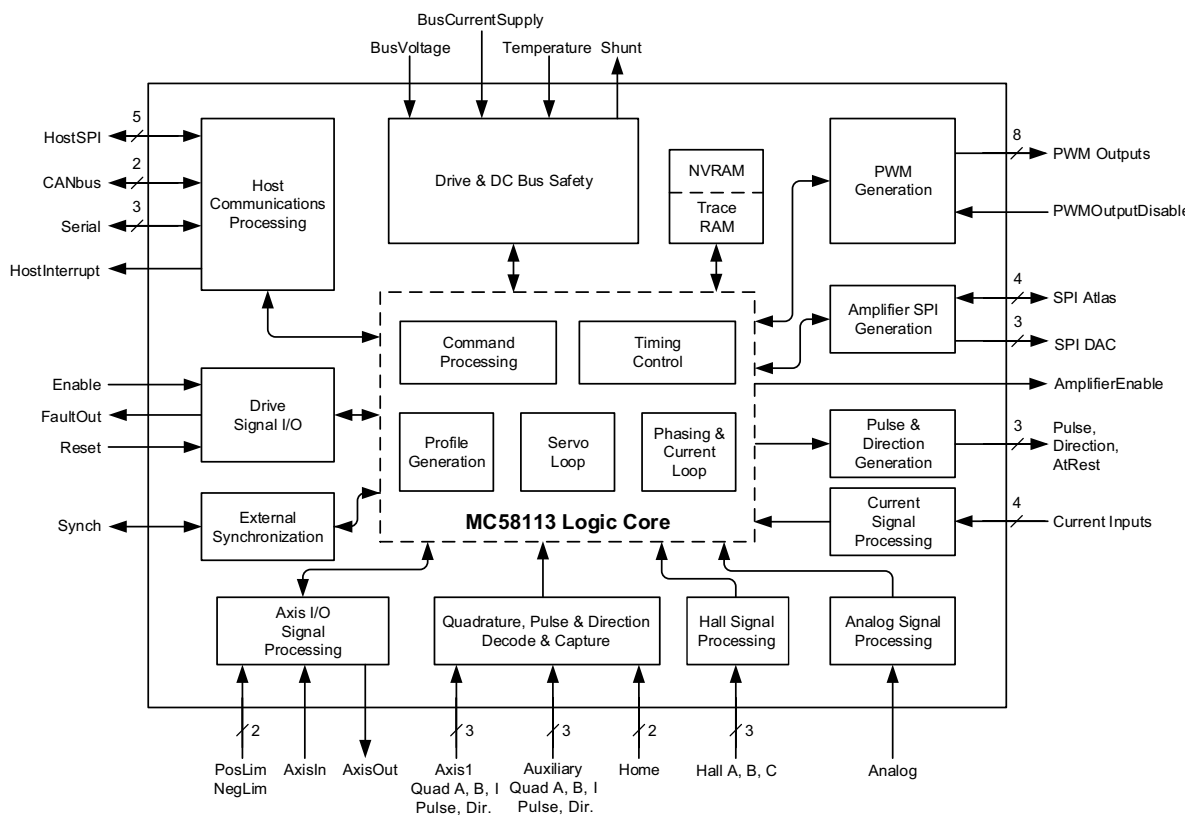 BusCurrentSupply
BusVoltage
Temperature
Shunt
HostSPI
5
CANbus
2
Serial
3
HostInterrupt
Host
Communications
Processing
Drive & DC Bus Safety
NVRAM
Trace
RAM
PWM
Generation
8
PWM Outputs
PWMOutputDisable
Amplifier SPI
Generation
4
SPI Atlas
3
SPI DAC
AmplifierEnable
Command
Processing
Timing
Control
Enable
FaultOut
Reset
Drive
Signal I/O
Profile
Generation
Servo
Loop
Phasing &
Current
Loop
Pulse &
Direction
Generation
3
Pulse,
Direction,
AtRest
MC58113 Logic Core
Current
Signal
Processing
4
Current Inputs
Synch
External
Synchronization
Axis I/O
Signal
Processing
Quadrature, Pulse & Direction
Decode & Capture
Hall Signal
Processing
Analog Signal
Processing
2
3
3
2
3
PosLim
NegLim
AxisIn
AxisOut
Axis1
Quad A, B, I
Pulse, Dir.
Auxiliary
Quad A, B, I
Pulse, Dir.
Home
Hall A, B, C
Analog